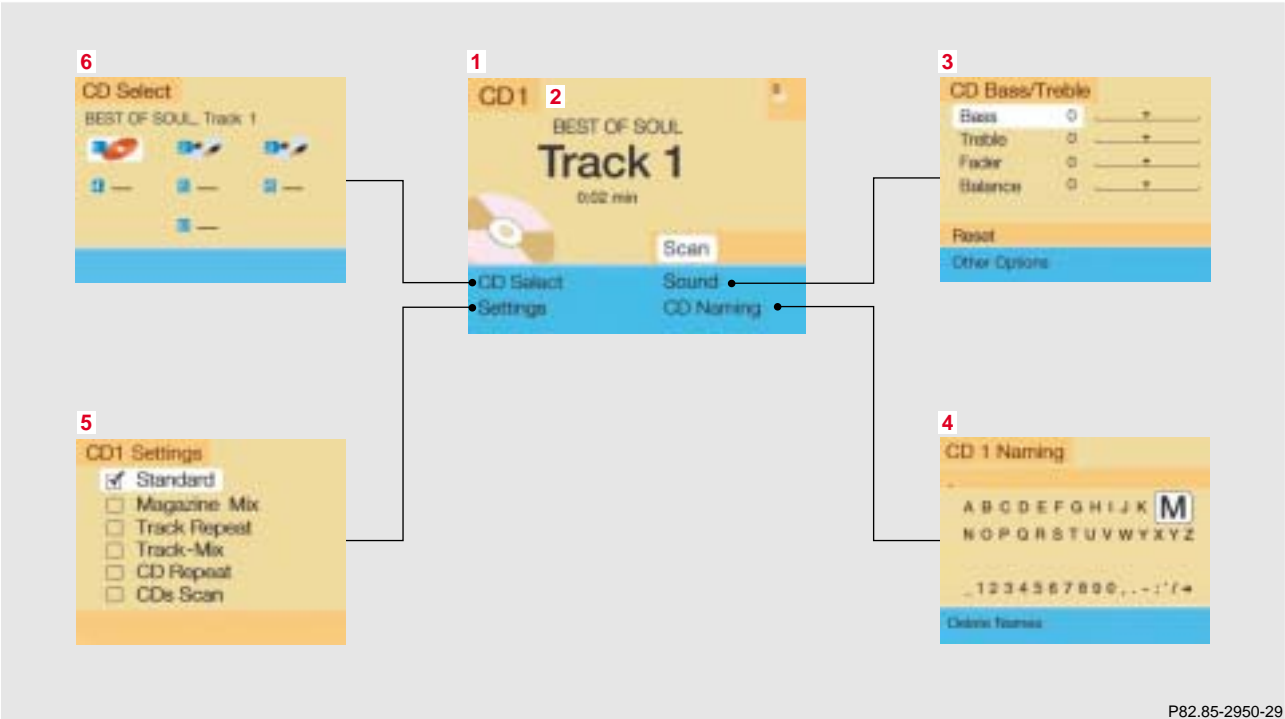 6
CD Select
BEST OF SOUL, Track 1
1
CD1
2
BEST OF SOUL
Track 1
0:52 min
Scan
CD Select
Sound
Settings
CD Naming
3
CD Bass/Treble
Bass 0
Treble 0
Fader 0
Balance 0
Reset
Other Options
5
CD1 Settings
Standard
Magazine Mix
Track Repeat
Track-Mix
CD Repeat
CDs Scan
4
CD 1 Naming
A B C D E F G H I J K M
N O P Q R S T U V W Y X Y Z
_ 1 2 3 4 5 6 7 8 9 0 , . - : ' ( 
Delete Names
P82.85-2950-29